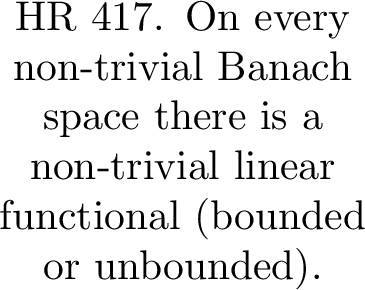 HR 417. On every
non-trivial Banach
space there is a
non-trivial linear
functional (bounded
or unbounded).